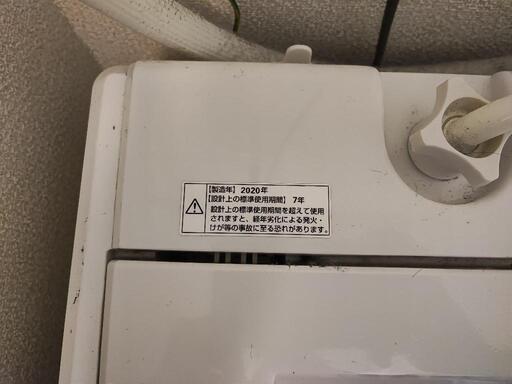 【製造年】 2020年
【設計上の標準使用期間】 7年
設計上の標準使用期間を超えて使用
されますと、経年劣化による発火・
けが等の事故に至る恐れがあります。